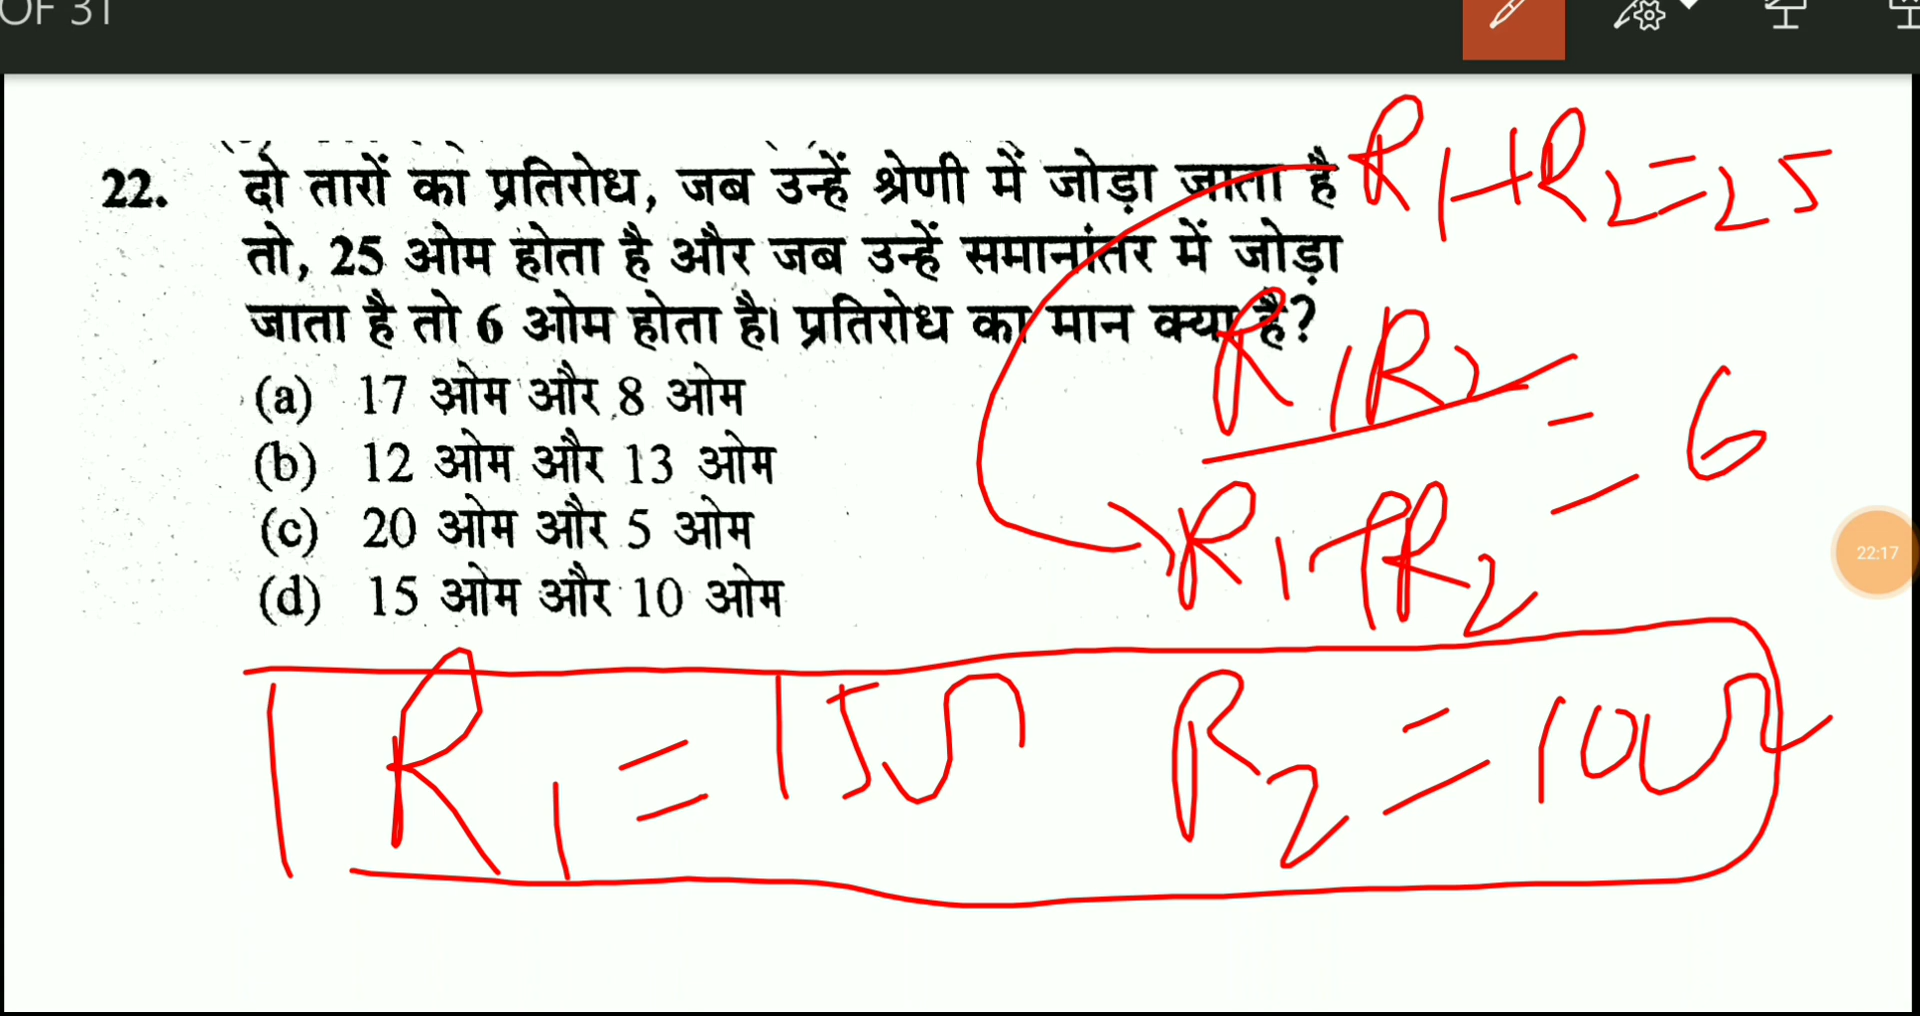 OF 31
22. दो तारों का प्रतिरोध, जब उन्हें श्रेणी में जोड़ा जाता है
तो, 25 ओम होता है और जब उन्हें समानांतर में जोड़ा
जाता है तो 6 ओम होता है। प्रतिरोध का मान क्या है?
(a) 17 ओम और 8 ओम
(b) 12 ओम और 13 ओम
(c) 20 ओम और 5 ओम
(d) 15 ओम और 10 ओम
R1+R2=25
R1R2
= 6
R1+R2
22:17
R1=15Ω R2=10Ω